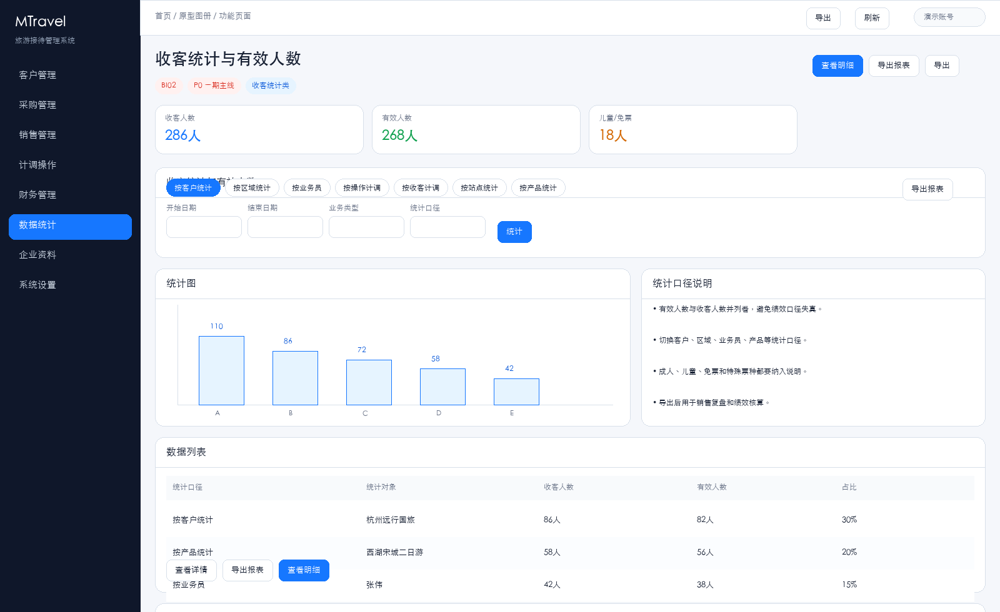 MTravel
旅游接待管理系统
客户管理
采购管理
销售管理
计调操作
财务管理
数据统计
企业资料
系统设置
首页 / 原型图册 / 功能页面
导出
刷新
演示账号
收客统计与有效人数
查看明细
导出报表
导出
BI02
P0 一期主线
收客统计类
收客人数
286人
有效人数
268人
儿童/免票
18人
按客户统计
按区域统计
按业务员
按操作计调
按收客计调
按站点统计
按产品统计
导出报表
开始日期
结束日期
业务类型
统计口径
统计
统计图
110
86
72
58
42
A
B
C
D
E
统计口径说明
• 有效人数与收客人数并列看，避免绩效口径失真。
• 切换客户、区域、业务员、产品等统计口径。
• 成人、儿童、免票和特殊票种都要纳入说明。
• 导出后用于销售复盘和绩效核算。
数据列表
统计口径 统计对象 收客人数 有效人数 占比
按客户统计 杭州远行国旅 86人 82人 30%
按产品统计 西湖宋城二日游 58人 56人 20%
查看详情
导出报表
查看明细
按业务员 张伟 42人 38人 15%